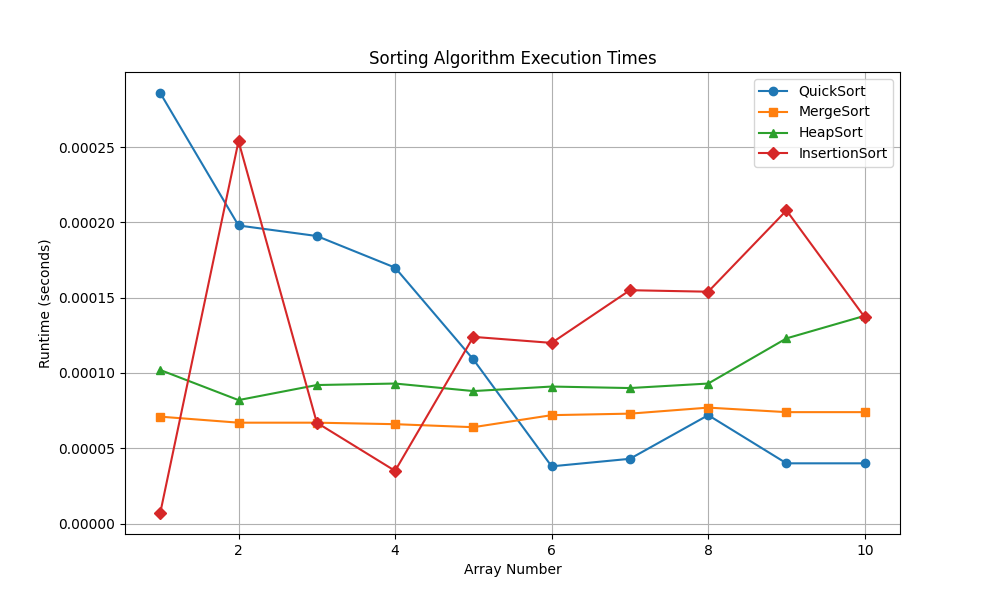 Sorting Algorithm Execution Times
QuickSort
MergeSort
HeapSort
InsertionSort
0.00025
0.00020
0.00015
0.00010
0.00005
0.00000
Runtime (seconds)
2 4 6 8 10
Array Number